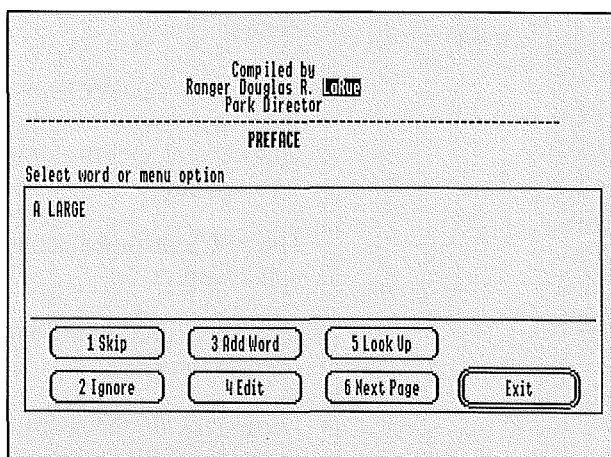 Compiled by
Ranger Douglas R. LaRue
Park Director
PREFACE
Select word or menu option
A LARGE
1 Skip 3 Add Word 5 Look Up
2 Ignore 4 Edit 6 Next Page Exit